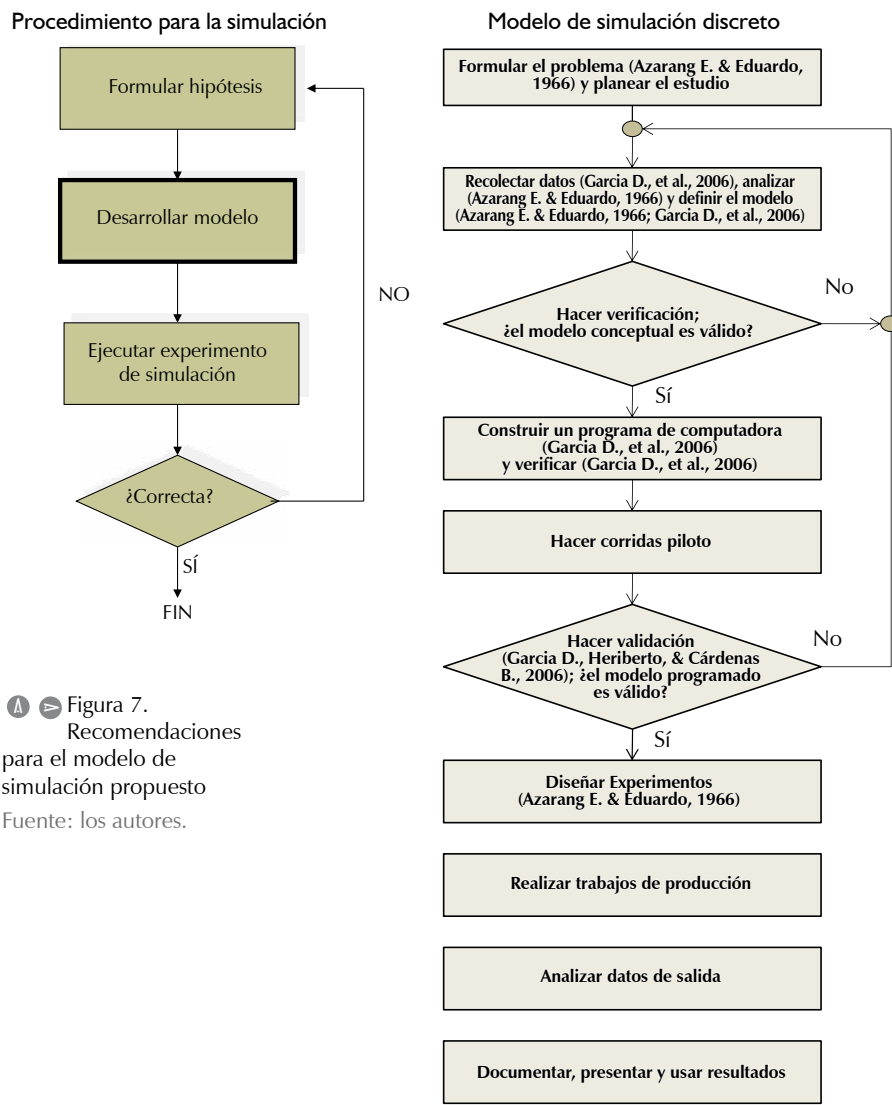 Procedimiento para la simulación
Formular hipótesis
Desarrollar modelo
Ejecutar experimento
de simulación
¿Correcta?
NO
SÍ
FIN
Figura 7.
Recomendaciones
para el modelo de
simulación propuesto
Fuente: los autores.
Modelo de simulación discreto
Formular el problema (Azarang E. & Eduardo,
1966) y planear el estudio
Recolectar datos (Garcia D., et al., 2006), analizar
(Azarang E. & Eduardo, 1966) y definir el modelo
(Azarang E. & Eduardo, 1966; Garcia D., et al., 2006)
Hacer verificación;
¿el modelo conceptual es válido?
No
Sí
Construir un programa de computadora
(Garcia D., et al., 2006)
y verificar (Garcia D., et al., 2006)
Hacer corridas piloto
Hacer validación
(Garcia D., Heriberto, & Cárdenas
B., 2006); ¿el modelo programado
es válido?
No
Sí
Diseñar Experimentos
(Azarang E. & Eduardo, 1966)
Realizar trabajos de producción
Analizar datos de salida
Documentar, presentar y usar resultados